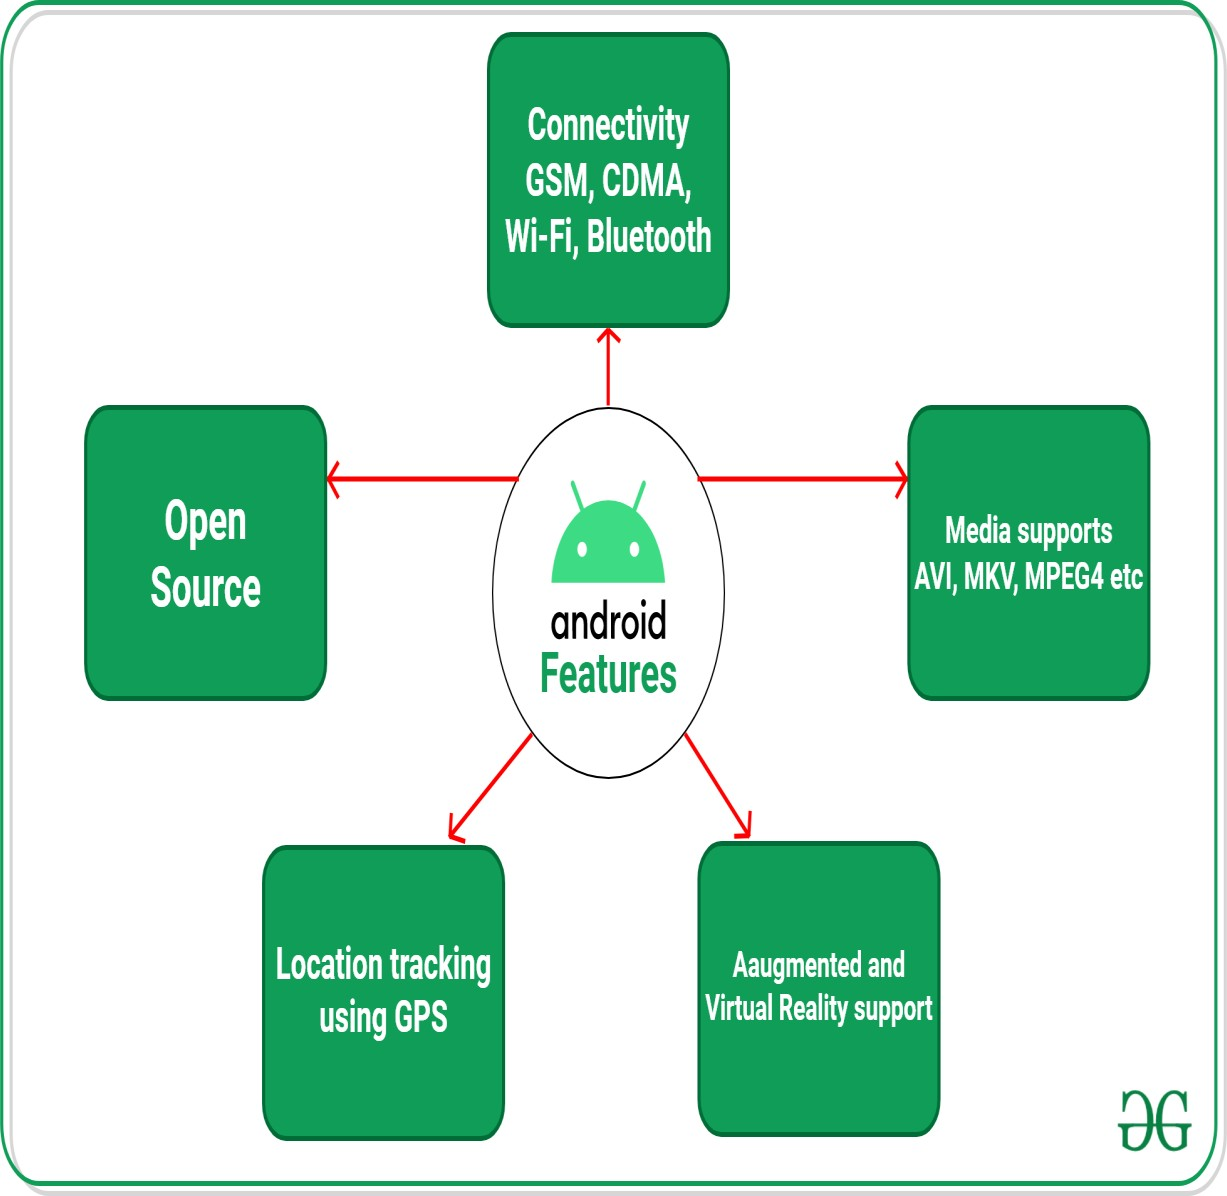 Connectivity
GSM, CDMA,
Wi-Fi, Bluetooth
Open
Source
android
Features
Media supports
AVI, MKV, MPEG4 etc
Location tracking
using GPS
Aaugmented and
Virtual Reality support